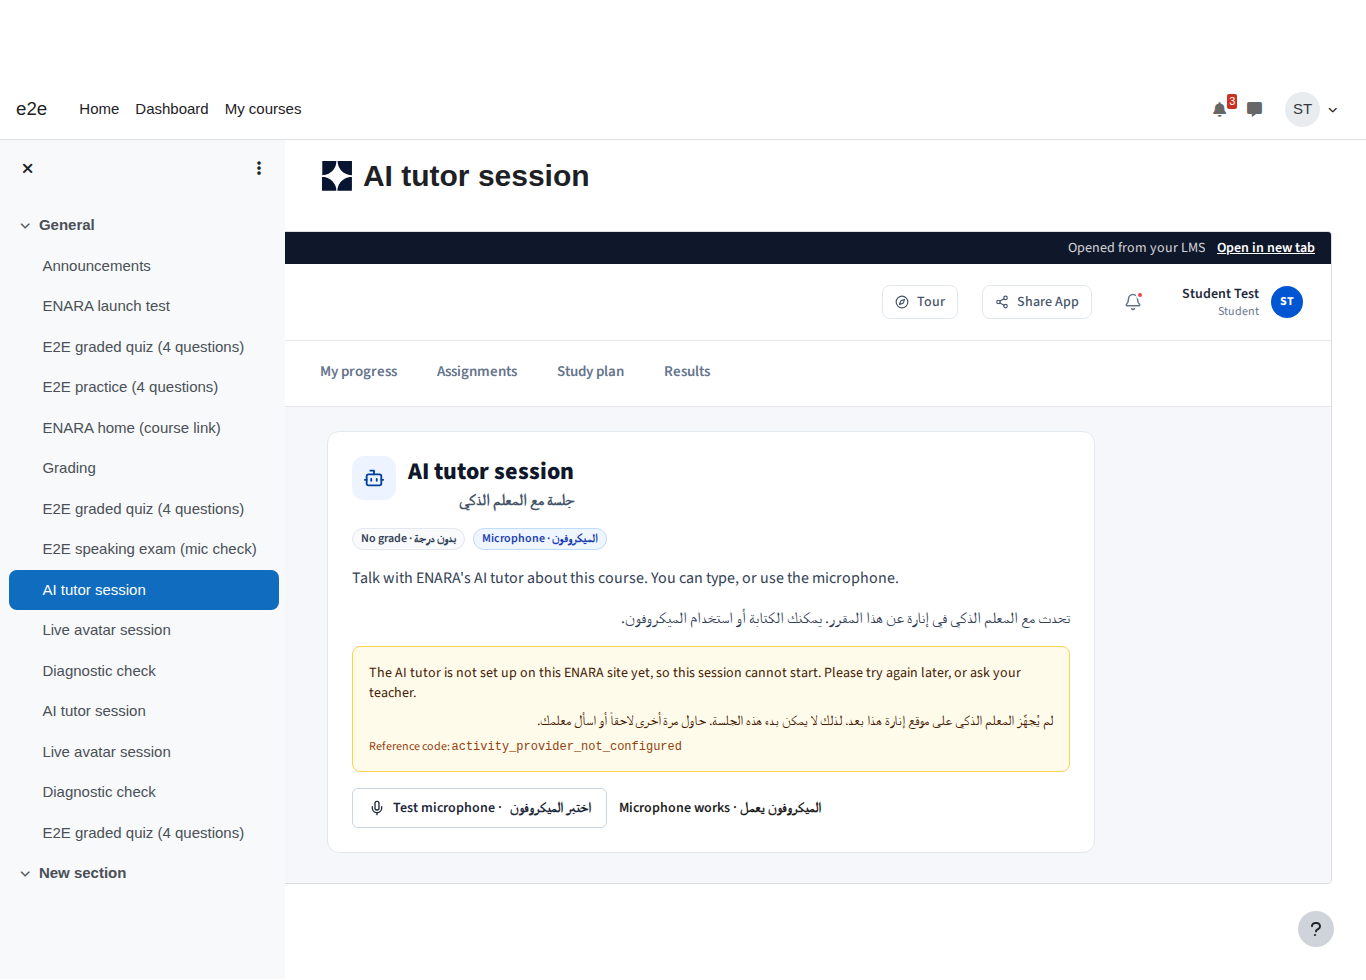 e2e
Home
Dashboard
My courses
3
ST
General
Announcements
ENARA launch test
E2E graded quiz (4 questions)
E2E practice (4 questions)
ENARA home (course link)
Grading
E2E graded quiz (4 questions)
E2E speaking exam (mic check)
AI tutor session
Live avatar session
Diagnostic check
AI tutor session
Live avatar session
Diagnostic check
E2E graded quiz (4 questions)
New section
AI tutor session
Opened from your LMS Open in new tab
Tour
Share App
Student Test
Student
ST
My progress
Assignments
Study plan
Results
AI tutor session
جلسة مع المعلم الذكي
No grade · بدون درجة
Microphone · الميكروفون
Talk with ENARA's AI tutor about this course. You can type, or use the microphone.
تحدث مع المعلم الذكي في إنارة عن هذا المقرر. يمكنك الكتابة أو استخدام الميكروفون.
The AI tutor is not set up on this ENARA site yet, so this session cannot start. Please try again later, or ask your
teacher.
لم يُجهَّز المعلم الذكي على موقع إنارة هذا بعد، لذلك لا يمكن بدء هذه الجلسة. حاول مرة أخرى لاحقاً أو اسأل معلمك.
Reference code: activity_provider_not_configured
Test microphone · اختبر الميكروفون
Microphone works · الميكروفون يعمل
?